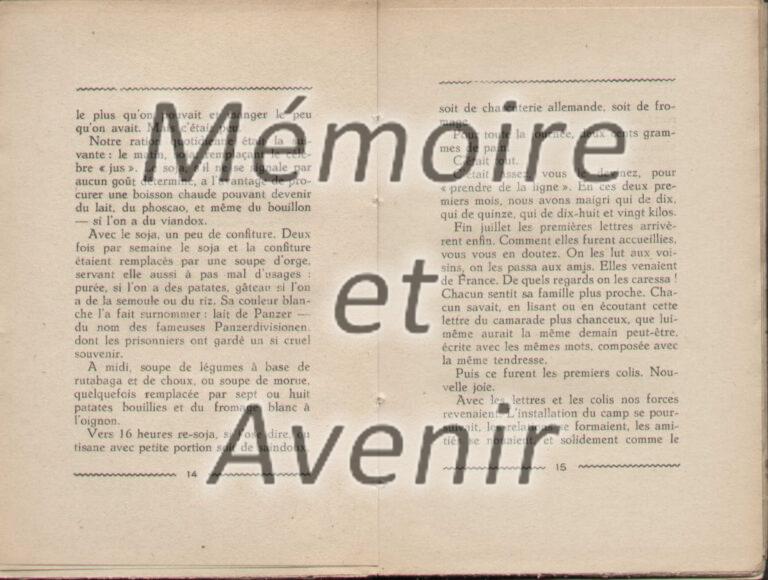 le plus qu'on pouvait et manger le peu
qu'on avait. Mais c'était peu.
Notre ration quotidienne était la sui-
vante : le matin, soja remplaçant le célè-
bre « jus ». Le soja, il ne se signale par
aucun goût déterminé, a l'avantage de pro-
curer une boisson chaude pouvant devenir
du lait, du phoscao, et même du bouillon
— si l'on a du viandox.
Avec le soja, un peu de confiture. Deux
fois par semaine le soja et la confiture
étaient remplacés par une soupe d'orge,
servant elle aussi à pas mal d'usages :
purée, si l'on a des patates, gâteau si l'on
a de la semoule ou du riz. Sa couleur blan-
che l'a fait surnommer : lait de Panzer —
du nom des fameuses Panzerdivisionen,
dont les prisonniers ont gardé un si cruel
souvenir.
A midi, soupe de légumes à base de
rutabaga et de choux, ou soupe de morue,
quelquefois remplacée par sept ou huit
patates bouillies et du fromage blanc à
l'oignon.
Vers 16 heures re-soja, si j'ose dire, ou
tisane avec petite portion soit de saindoux,
14
soit de charcuterie allemande, soit de fro-
mage.
Pour toute la journée, deux cents gram-
mes de pain.
C'était tout.
C'était assez, vous le devinez, pour
« prendre de la ligne ». En ces deux pre-
miers mois, nous avons maigri qui de dix,
qui de quinze, qui de dix-huit et vingt kilos.
Fin juillet les premières lettres arrivè-
rent enfin. Comment elles furent accueillies,
vous vous en doutez. On les lut aux voi-
sins, on les passa aux amis. Elles venaient
de France. De quels regards on les caressa !
Chacun sentit sa famille plus proche. Cha-
cun savait, en lisant ou en écoutant cette
lettre du camarade plus chanceux, que lui-
même aurait la même demain peut-être,
écrite avec les mêmes mots, composée avec
la même tendresse.
Puis ce furent les premiers colis. Nou-
velle joie.
Avec les lettres et les colis nos forces
revenaient. L'installation du camp se pour-
suivait, les relations se formaient, les ami-
tiés se nouaient, et solidement comme le
15
Mémoire
et
Avenir